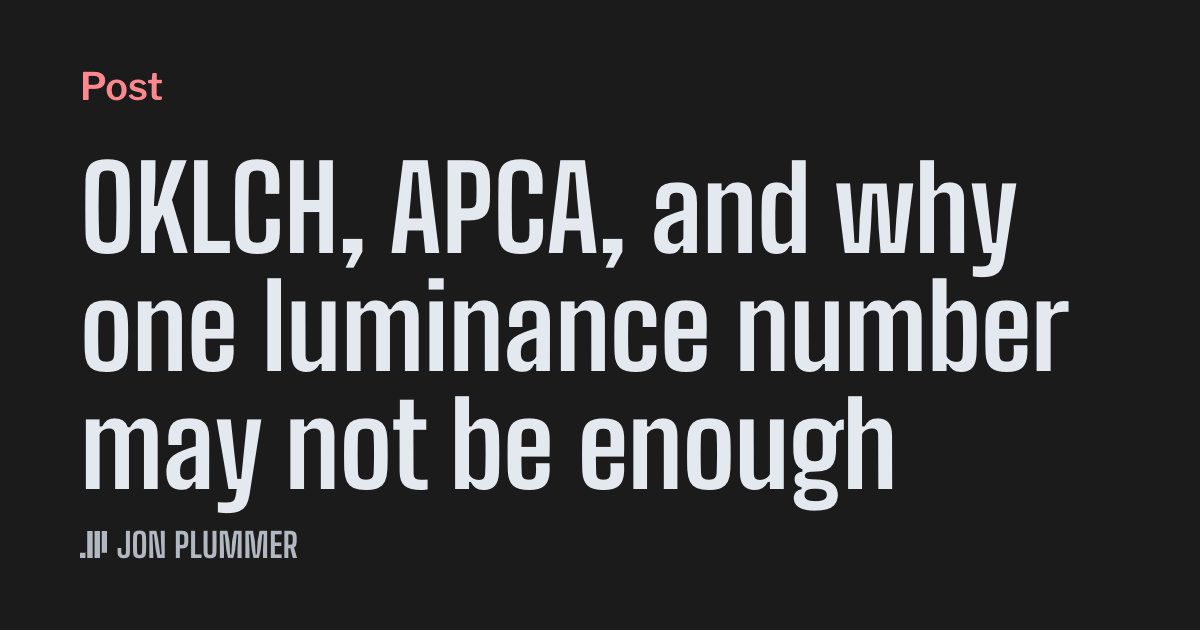 Post
OKLCH, APCA, and why
one luminance number
may not be enough
JON PLUMMER